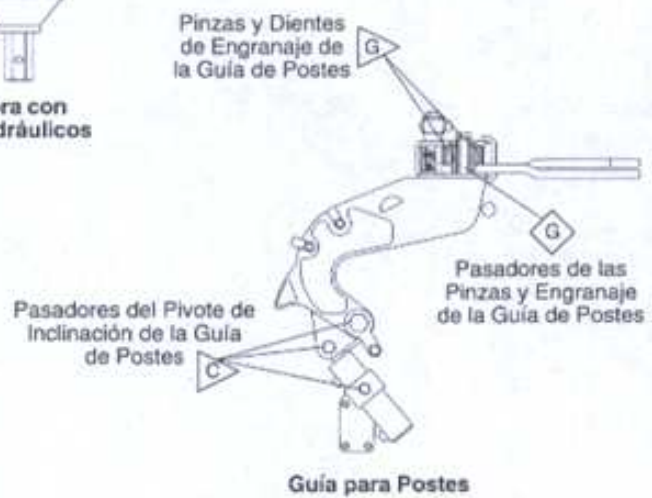 Pinzas y Dientes
de Engranaje de
la Guía de Postes
G
G
Pasadores de las
Pinzas y Engranaje
de la Guía de Postes
Pasadores del Pivote de
Inclinación de la Guía
de Postes
C
Guía para Postes
con